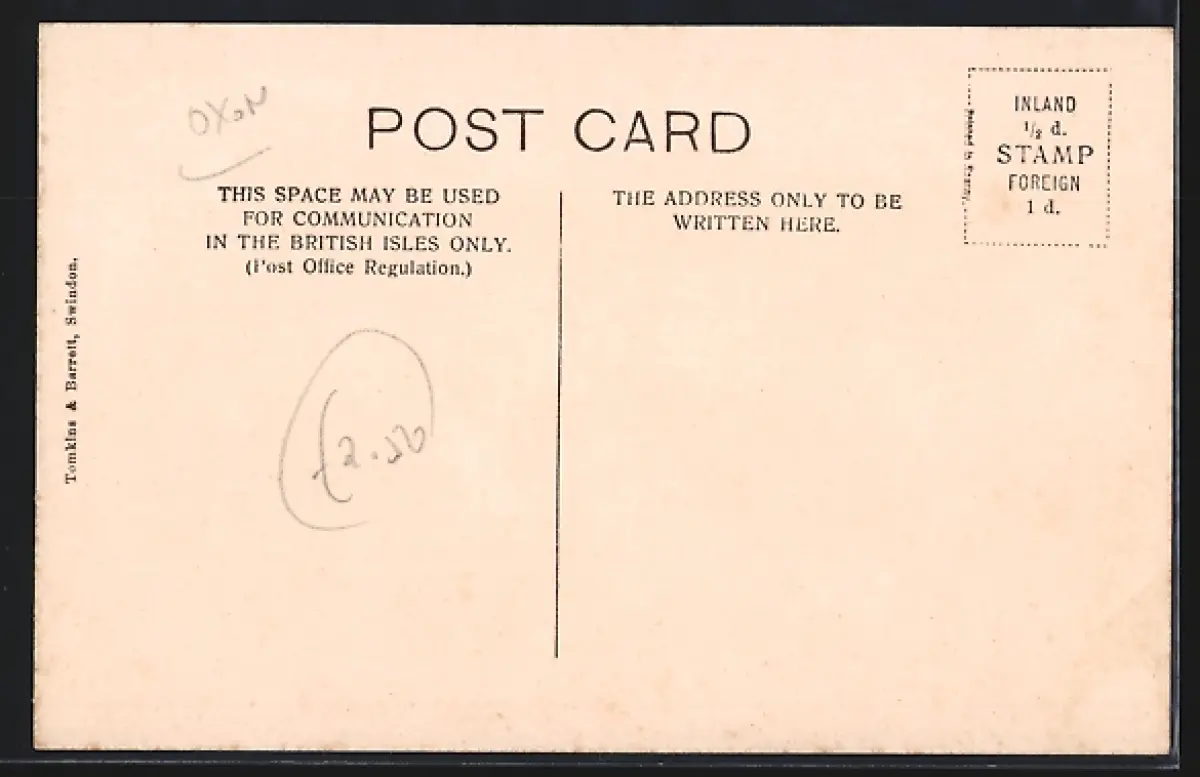 OXON
POST CARD
INLAND
½ d.
STAMP
FOREIGN
1 d.
THIS SPACE MAY BE USED
FOR COMMUNICATION
IN THE BRITISH ISLES ONLY.
(Post Office Regulation.)
THE ADDRESS ONLY TO BE
WRITTEN HERE.
Tomkins & Barrett, Swindon.
£2.50